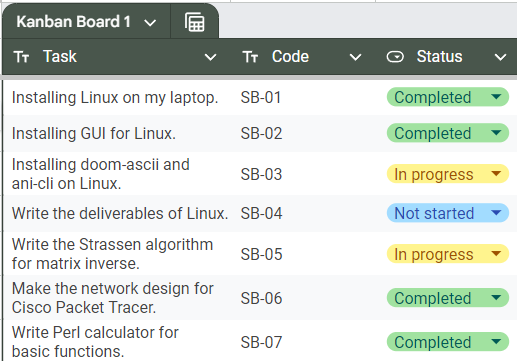 Kanban Board 1
Tт Task Tт Code Status
Installing Linux on my laptop. SB-01 Completed
Installing GUI for Linux. SB-02 Completed
Installing doom-ascii and
ani-cli on Linux. SB-03 In progress
Write the deliverables of Linux. SB-04 Not started
Write the Strassen algorithm
for matrix inverse. SB-05 In progress
Make the network design for
Cisco Packet Tracer. SB-06 Completed
Write Perl calculator for
basic functions. SB-07 Completed